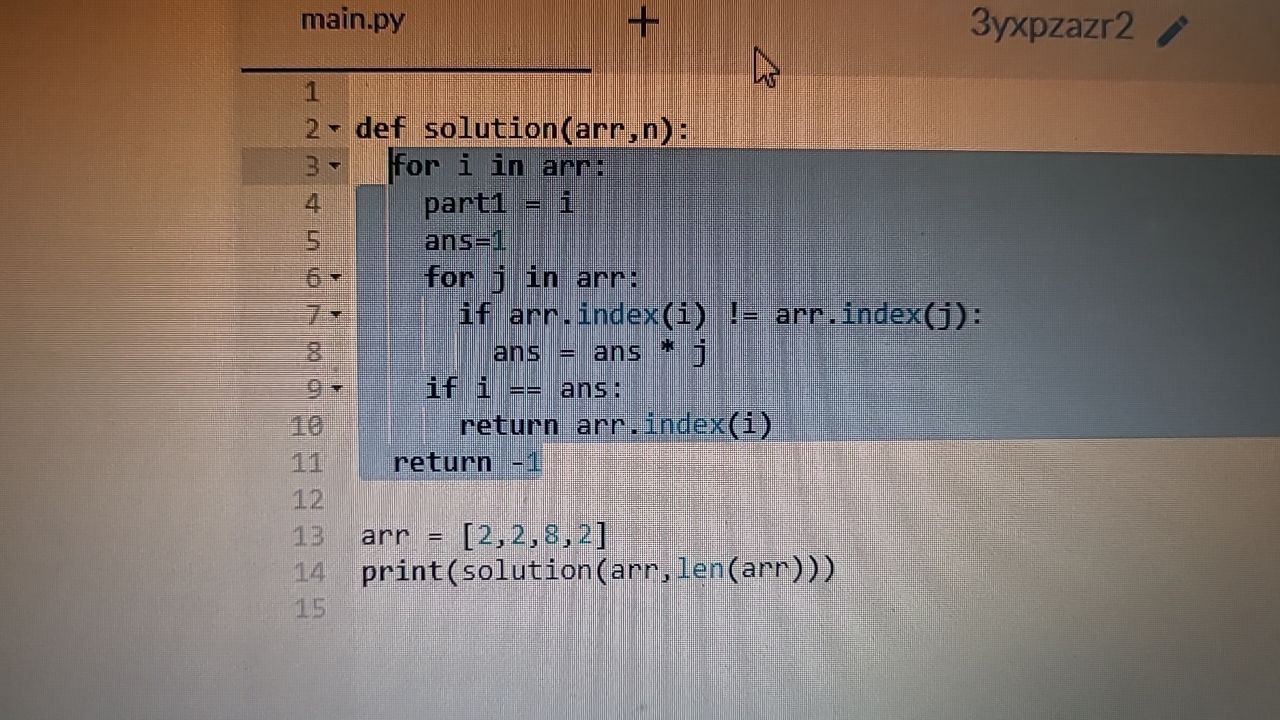 main.py + 3yxpzazr2
1
2 def solution(arr,n):
3   for i in arr:
4     part1 = i
5     ans=1
6     for j in arr:
7       if arr.index(i) != arr.index(j):
8         ans = ans * j
9     if i == ans:
10       return arr.index(i)
11   return -1
12
13 arr = [2,2,8,2]
14 print(solution(arr,len(arr)))
15